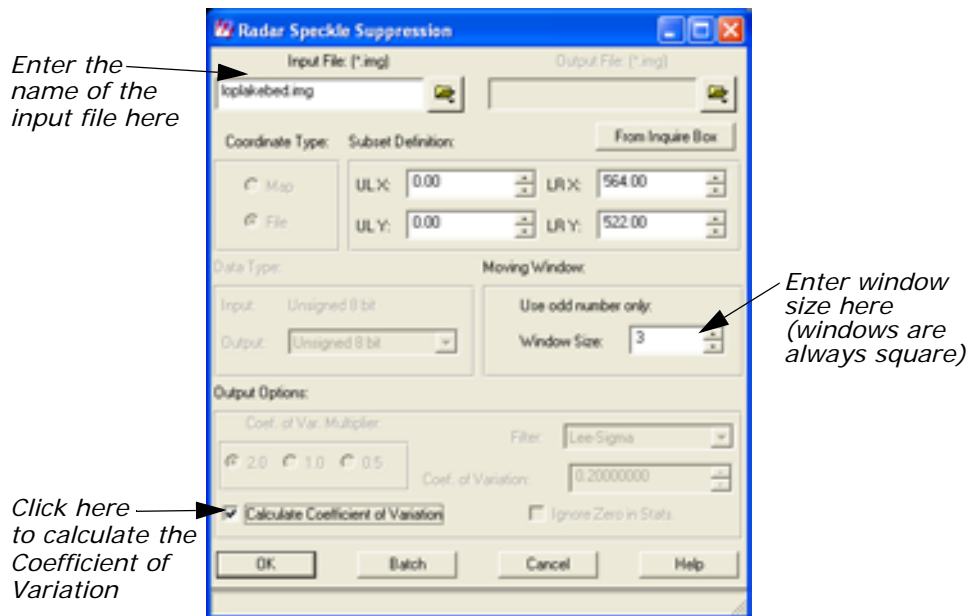 Radar Speckle Suppression
Enter the
name of the
input file here
Input File: (*.img)
Output File: (*.img)
loplakebed.img
From Inquire Box
Coordinate Type:
Subset Definition:
Map
File
UL X: 0.00
LR X: 564.00
UL Y: 0.00
LR Y: 522.00
Data Type:
Moving Window:
Input: Unsigned 8 bit
Use odd number only:
Output: Unsigned 8 bit
Window Size: 3
Enter window
size here
(windows are
always square)
Output Options:
Coef. of Var. Multiplier:
Filter: Lee-Sigma
2.0 1.0 0.5
Coef. of Variation: 0.20000000
Click here
to calculate the
Coefficient of
Variation
Calculate Coefficient of Variation
Ignore Zero in Stats.
OK Batch Cancel Help